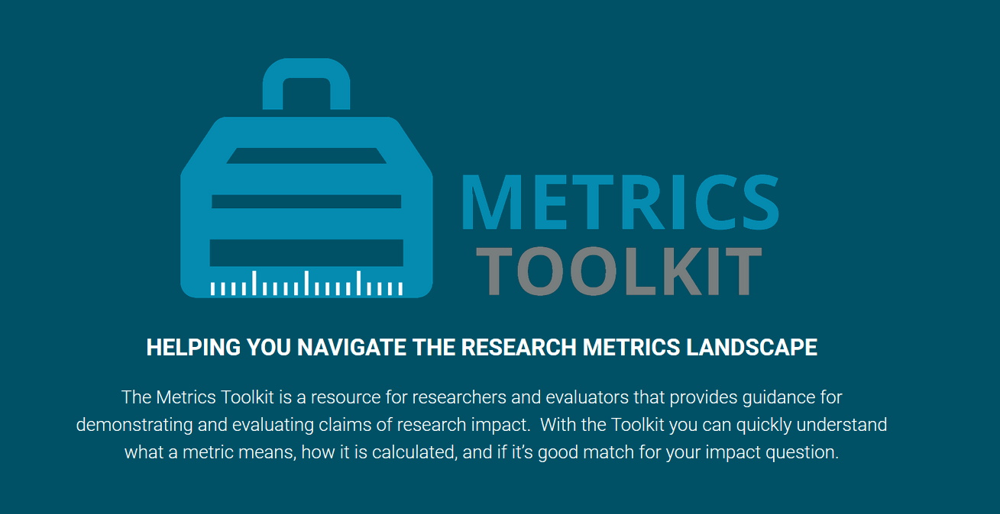 METRICS
TOOLKIT
HELPING YOU NAVIGATE THE RESEARCH METRICS LANDSCAPE
The Metrics Toolkit is a resource for researchers and evaluators that provides guidance for
demonstrating and evaluating claims of research impact.  With the Toolkit you can quickly understand
what a metric means, how it is calculated, and if it’s good match for your impact question.